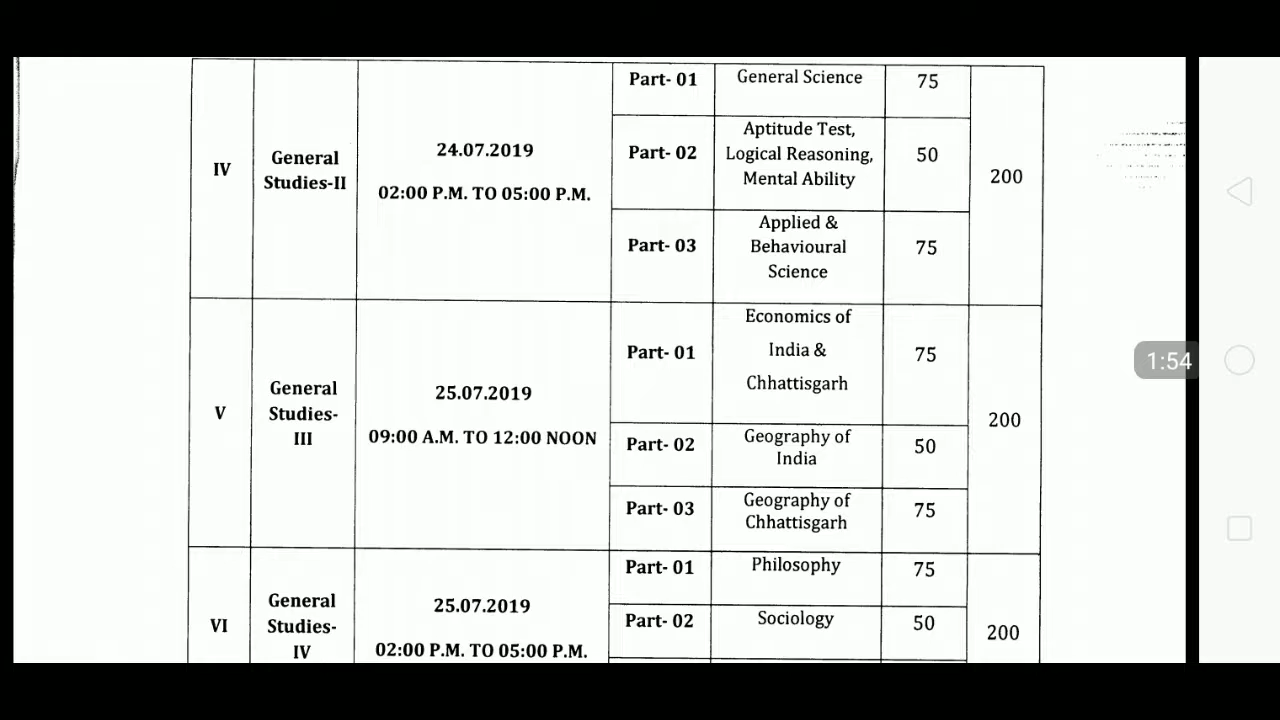 IV
General
Studies-II
24.07.2019
02:00 P.M. TO 05:00 P.M.
Part- 01
General Science
75
Part- 02
Aptitude Test,
Logical Reasoning,
Mental Ability
50
Part- 03
Applied &
Behavioural
Science
75
200
V
General
Studies-
III
25.07.2019
09:00 A.M. TO 12:00 NOON
Part- 01
Economics of
India &
Chhattisgarh
75
Part- 02
Geography of
India
50
Part- 03
Geography of
Chhattisgarh
75
200
VI
General
Studies-
IV
25.07.2019
02:00 P.M. TO 05:00 P.M.
Part- 01
Philosophy
75
Part- 02
Sociology
50
200
1:54